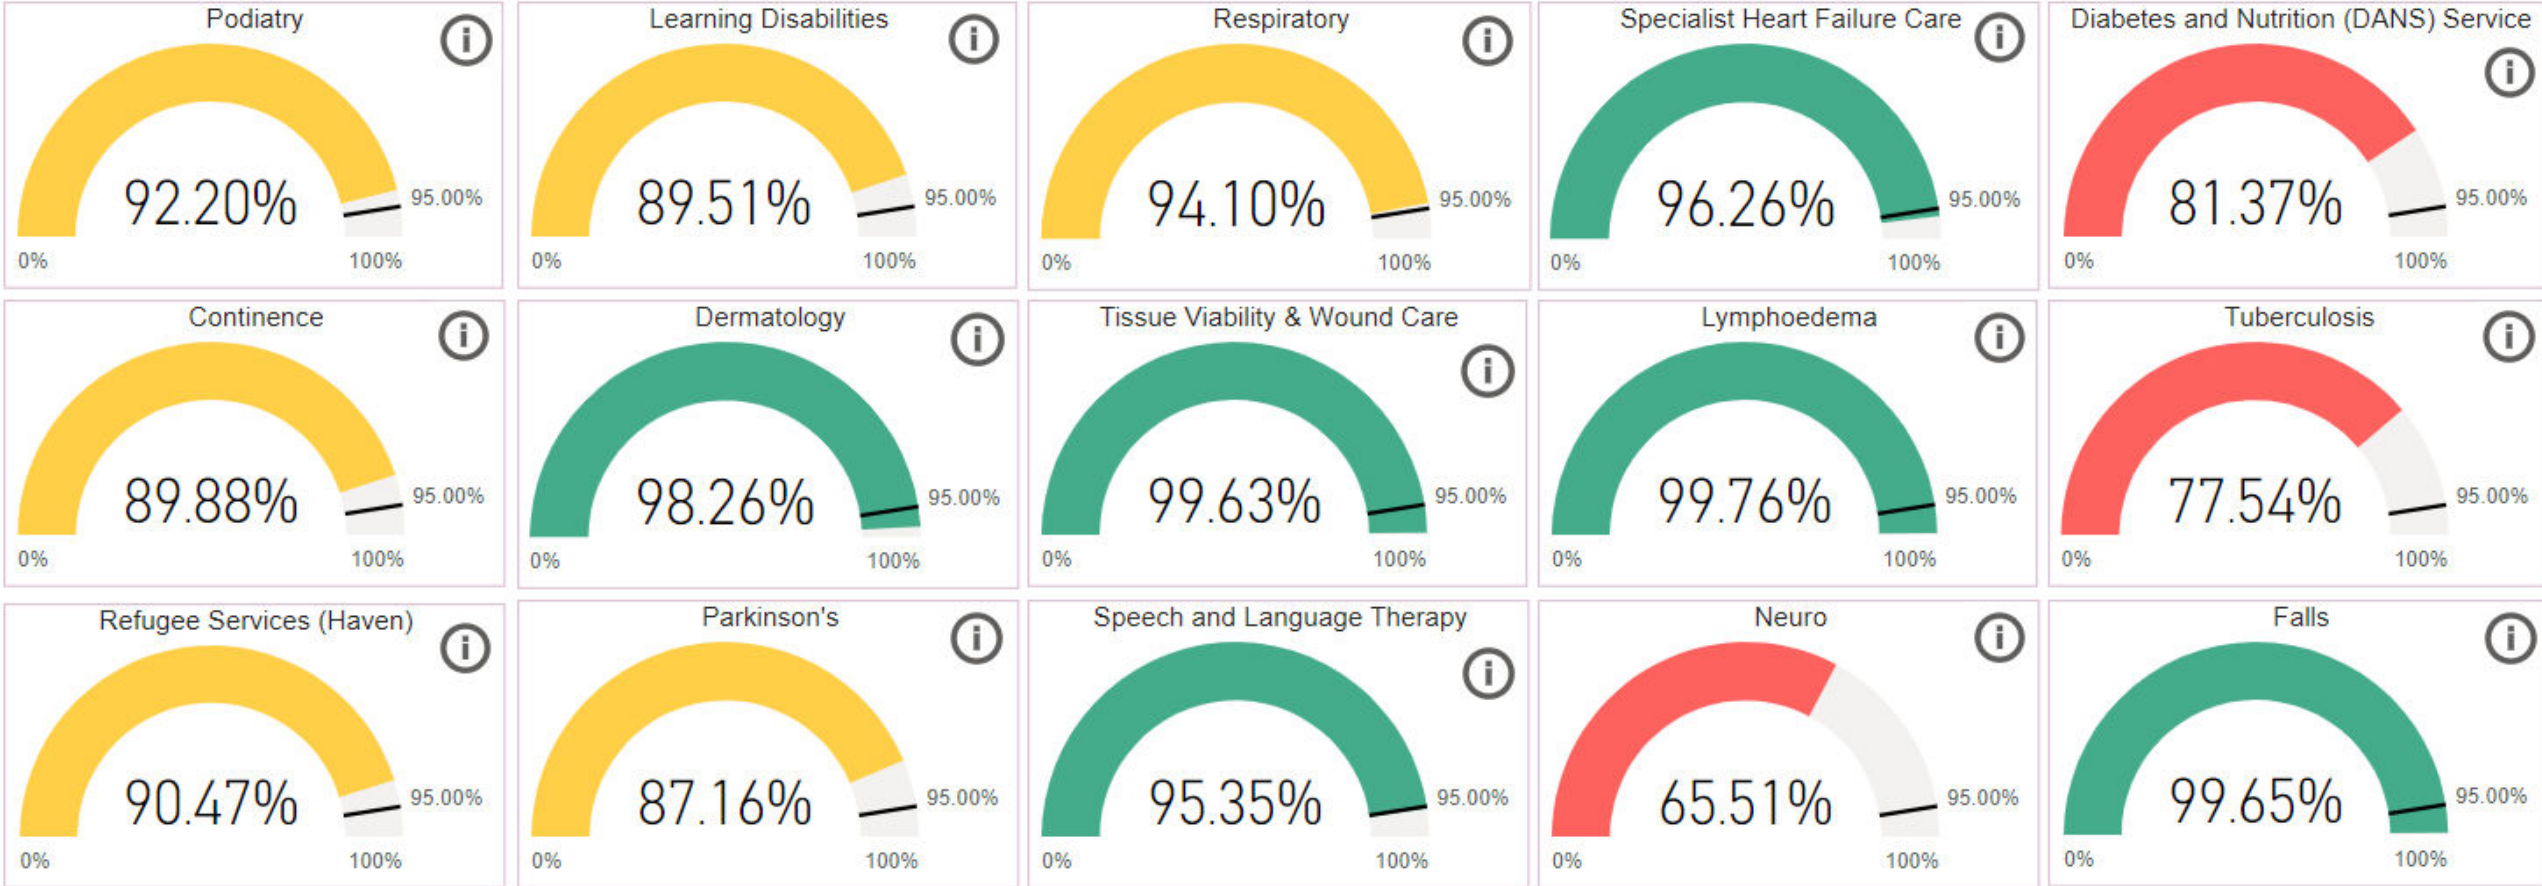 Podiatry
i
92.20%
95.00%
0%
100%
Learning Disabilities
i
89.51%
95.00%
0%
100%
Respiratory
i
94.10%
95.00%
0%
100%
Specialist Heart Failure Care
i
96.26%
95.00%
0%
100%
Diabetes and Nutrition (DANS) Service
i
81.37%
95.00%
0%
100%
Continence
i
89.88%
95.00%
0%
100%
Dermatology
i
98.26%
95.00%
0%
100%
Tissue Viability & Wound Care
i
99.63%
95.00%
0%
100%
Lymphoedema
i
99.76%
95.00%
0%
100%
Tuberculosis
i
77.54%
95.00%
0%
100%
Refugee Services (Haven)
i
90.47%
95.00%
0%
100%
Parkinson's
i
87.16%
95.00%
0%
100%
Speech and Language Therapy
i
95.35%
95.00%
0%
100%
Neuro
i
65.51%
95.00%
0%
100%
Falls
i
99.65%
95.00%
0%
100%